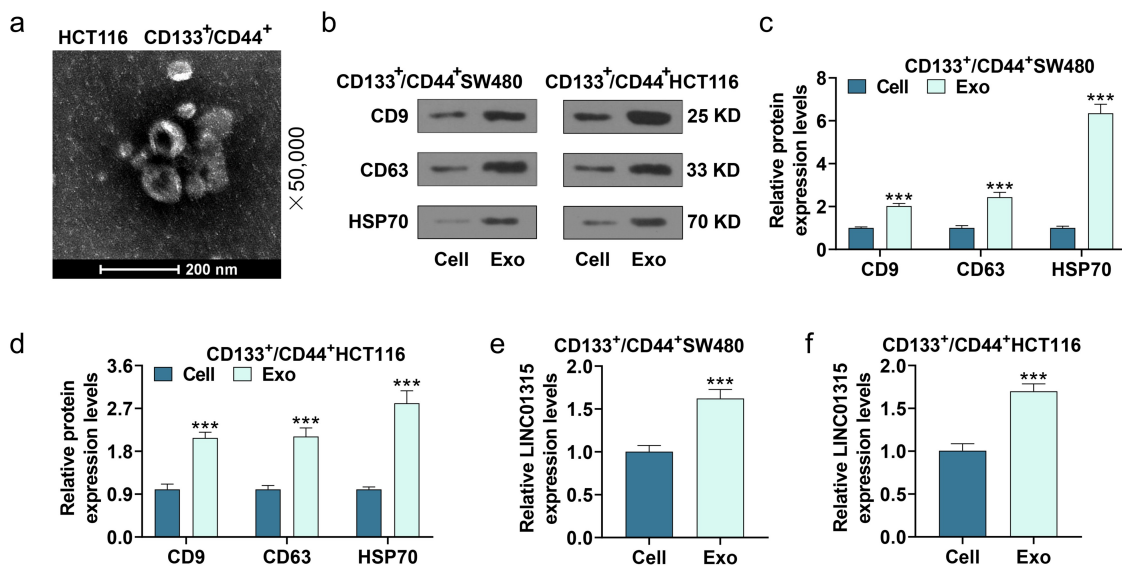 a
HCT116 CD133+/CD44+
×50,000
200 nm
b
CD133+/CD44+SW480 CD133+/CD44+HCT116
CD9 25 KD
CD63 33 KD
HSP70 70 KD
Cell Exo Cell Exo
c
CD133+/CD44+SW480
Cell Exo
Relative protein
expression levels
8
6
4
2
0
*** *** ***
CD9 CD63 HSP70
d
CD133+/CD44+HCT116
Cell Exo
Relative protein
expression levels
3.6
2.7
1.8
0.9
0.0
*** *** ***
CD9 CD63 HSP70
e
CD133+/CD44+SW480
Relative LINC01315
expression levels
2.0
1.5
1.0
0.5
0.0
***
Cell Exo
f
CD133+/CD44+HCT116
Relative LINC01315
expression levels
2.0
1.5
1.0
0.5
0.0
***
Cell Exo